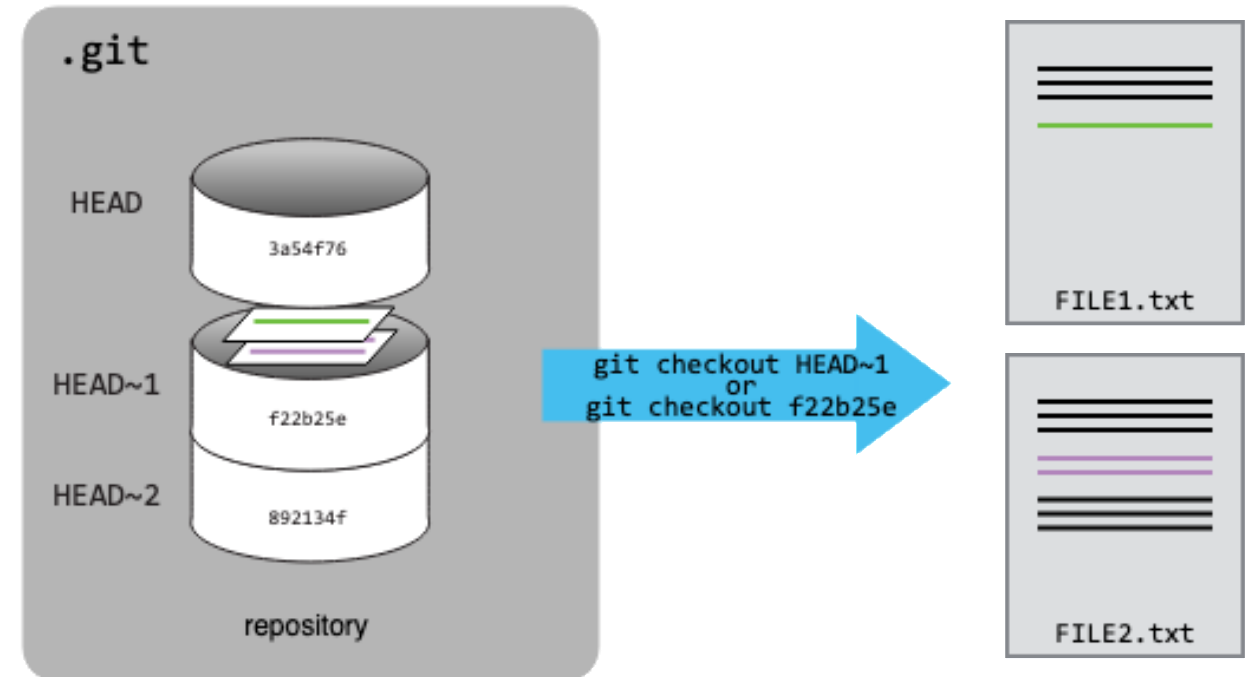 .git
HEAD
3a54f76
HEAD~1
f22b25e
HEAD~2
892134f
repository
git checkout HEAD~1
or
git checkout f22b25e
FILE1.txt
FILE2.txt